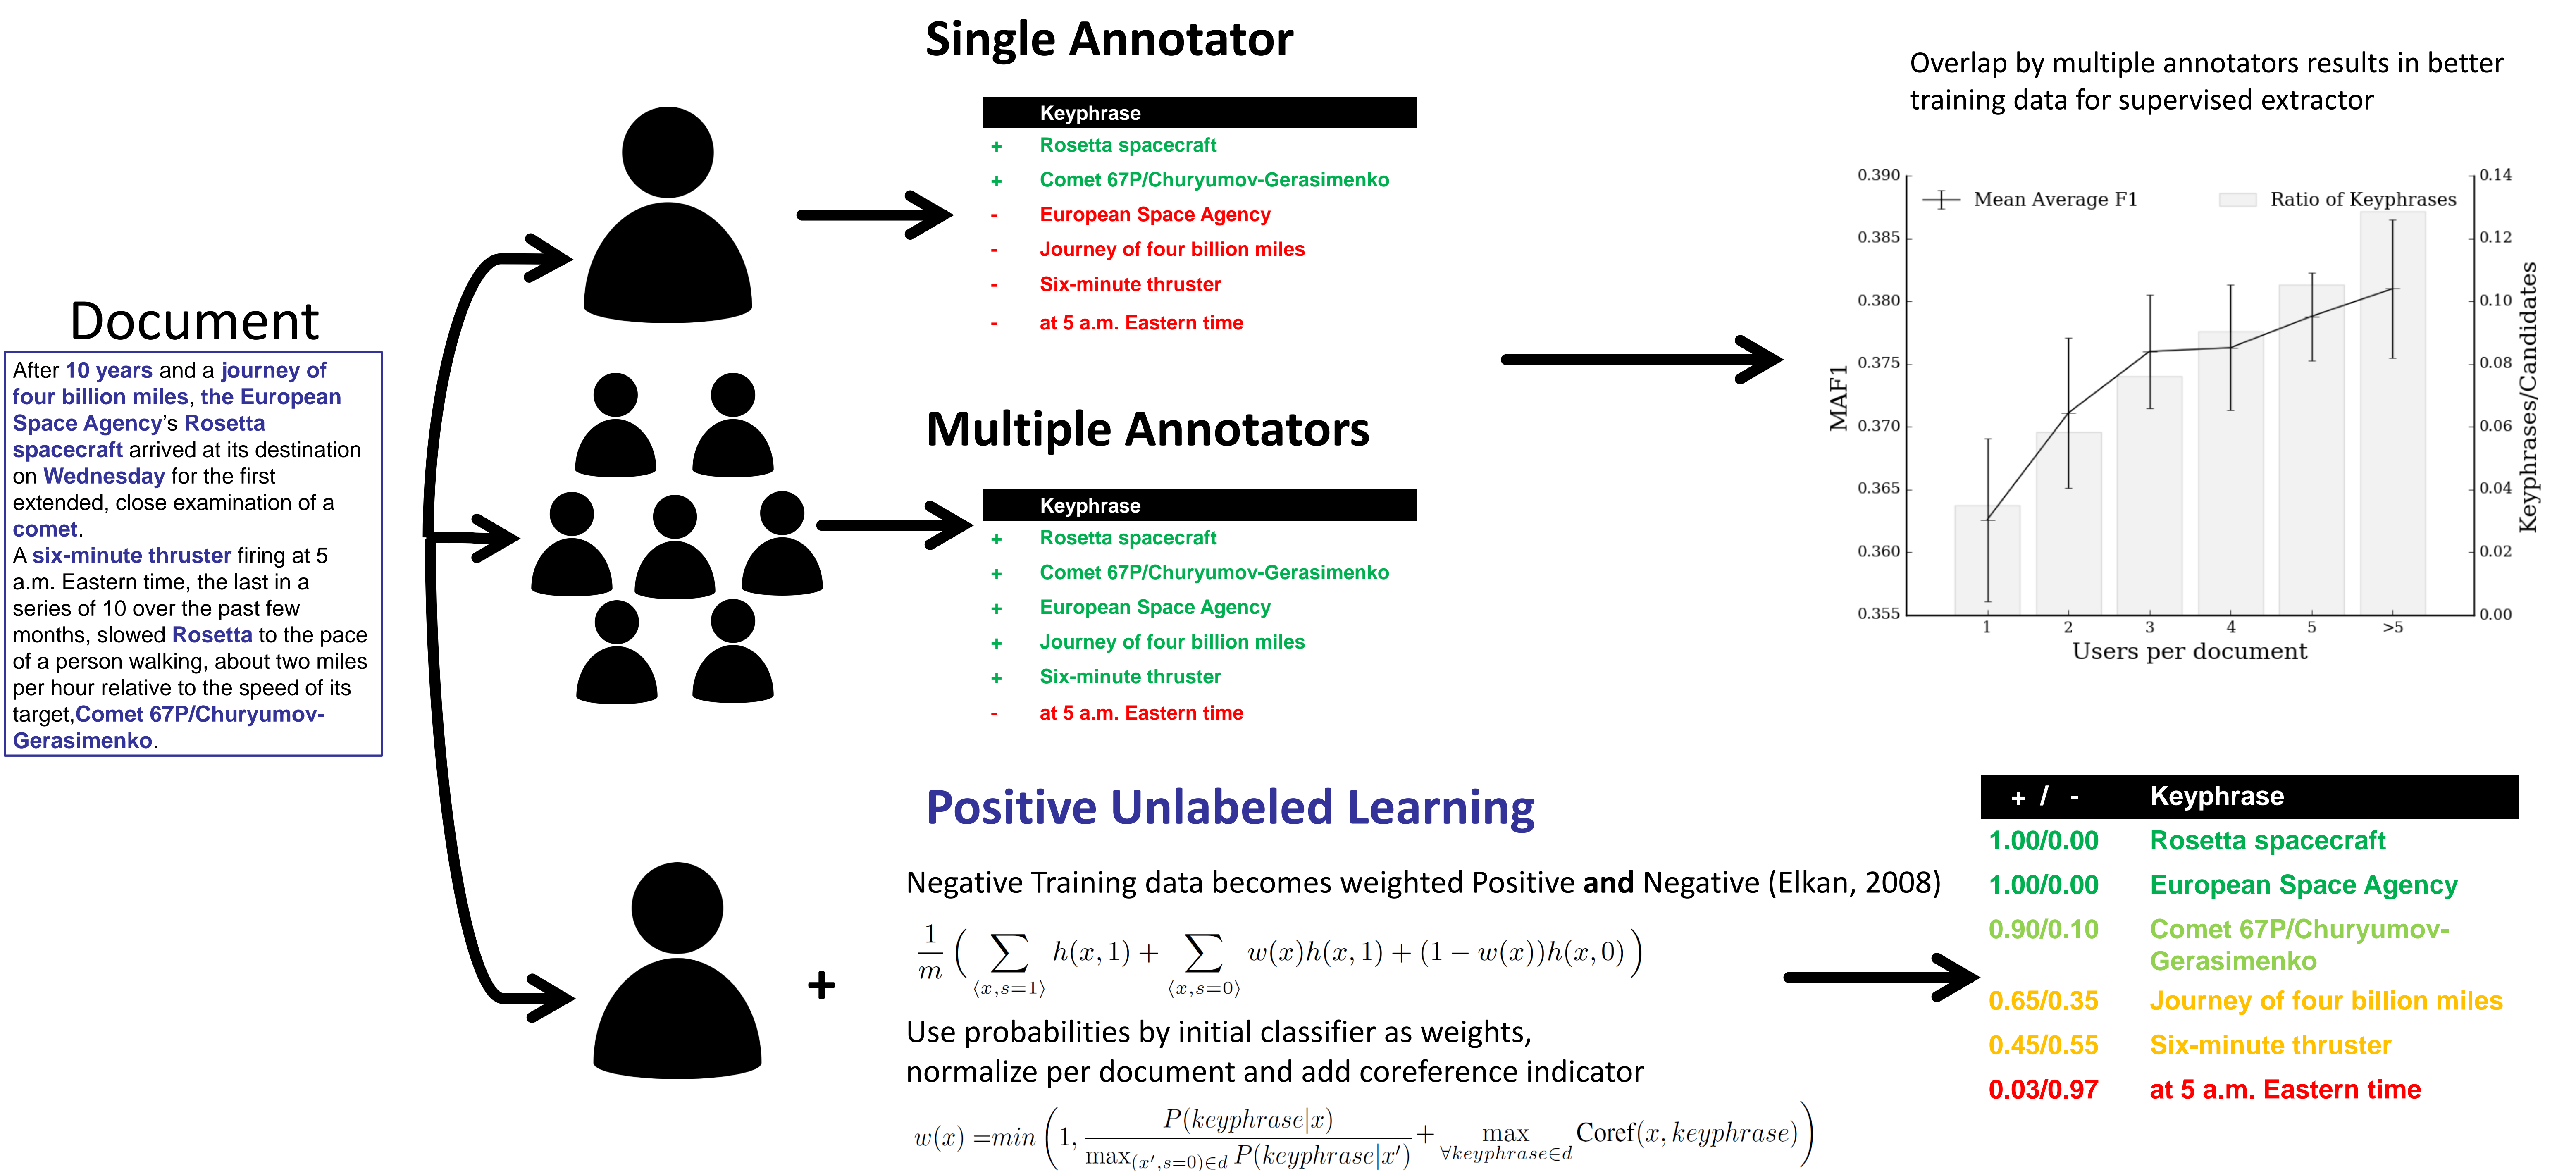 Single Annotator
Keyphrase
+ Rosetta spacecraft
+ Comet 67P/Churyumov-Gerasimenko
- European Space Agency
- Journey of four billion miles
- Six-minute thruster
- at 5 a.m. Eastern time
Document
After 10 years and a journey of
four billion miles, the European
Space Agency's Rosetta
spacecraft arrived at its destination
on Wednesday for the first
extended, close examination of a
comet.
A six-minute thruster firing at 5
a.m. Eastern time, the last in a
series of 10 over the past few
months, slowed Rosetta to the pace
of a person walking, about two miles
per hour relative to the speed of its
target,Comet 67P/Churyumov-
Gerasimenko.
Multiple Annotators
Keyphrase
+ Rosetta spacecraft
+ Comet 67P/Churyumov-Gerasimenko
+ European Space Agency
+ Journey of four billion miles
+ Six-minute thruster
- at 5 a.m. Eastern time
Overlap by multiple annotators results in better
training data for supervised extractor
Mean Average F1
Ratio of Keyphrases
MAF1
0.390
0.385
0.380
0.375
0.370
0.365
0.360
0.355
0.14
0.12
0.10
0.08
0.06
0.04
0.02
0.00
Keyphrases/Candidates
1 2 3 4 5 >5
Users per document
Positive Unlabeled Learning
Negative Training data becomes weighted Positive and Negative (Elkan, 2008)
+
1/m ( ∑⟨x,s=1⟩ h(x, 1) + ∑⟨x,s=0⟩ w(x)h(x, 1) + (1 − w(x))h(x, 0) )
Use probabilities by initial classifier as weights,
normalize per document and add coreference indicator
w(x) =min ( 1, P(keyphrase|x) / max(x′,s=0)∈d P(keyphrase|x′) + max∀keyphrase∈d Coref(x, keyphrase) )
+ / - Keyphrase
1.00/0.00 Rosetta spacecraft
1.00/0.00 European Space Agency
0.90/0.10 Comet 67P/Churyumov-
Gerasimenko
0.65/0.35 Journey of four billion miles
0.45/0.55 Six-minute thruster
0.03/0.97 at 5 a.m. Eastern time